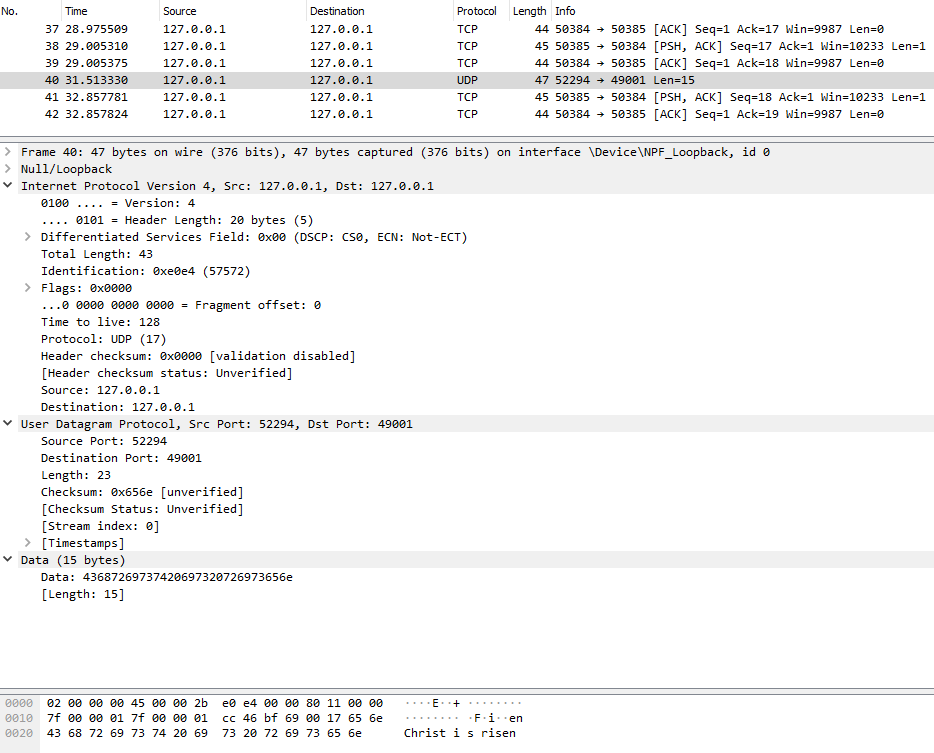 No. Time Source Destination Protocol Length Info
37 28.975509 127.0.0.1 127.0.0.1 TCP 44 50384 → 50385 [ACK] Seq=1 Ack=17 Win=9987 Len=0
38 29.005310 127.0.0.1 127.0.0.1 TCP 45 50385 → 50384 [PSH, ACK] Seq=17 Ack=1 Win=10233 Len=1
39 29.005375 127.0.0.1 127.0.0.1 TCP 44 50384 → 50385 [ACK] Seq=1 Ack=18 Win=9987 Len=0
40 31.513330 127.0.0.1 127.0.0.1 UDP 47 52294 → 49001 Len=15
41 32.857781 127.0.0.1 127.0.0.1 TCP 45 50385 → 50384 [PSH, ACK] Seq=18 Ack=1 Win=10233 Len=1
42 32.857824 127.0.0.1 127.0.0.1 TCP 44 50384 → 50385 [ACK] Seq=1 Ack=19 Win=9987 Len=0
Frame 40: 47 bytes on wire (376 bits), 47 bytes captured (376 bits) on interface \Device\NPF_Loopback, id 0
Null/Loopback
Internet Protocol Version 4, Src: 127.0.0.1, Dst: 127.0.0.1
0100 .... = Version: 4
.... 0101 = Header Length: 20 bytes (5)
Differentiated Services Field: 0x00 (DSCP: CS0, ECN: Not-ECT)
Total Length: 43
Identification: 0xe0e4 (57572)
Flags: 0x0000
...0 0000 0000 0000 = Fragment offset: 0
Time to live: 128
Protocol: UDP (17)
Header checksum: 0x0000 [validation disabled]
[Header checksum status: Unverified]
Source: 127.0.0.1
Destination: 127.0.0.1
User Datagram Protocol, Src Port: 52294, Dst Port: 49001
Source Port: 52294
Destination Port: 49001
Length: 23
Checksum: 0x656e [unverified]
[Checksum Status: Unverified]
[Stream index: 0]
[Timestamps]
Data (15 bytes)
Data: 43687269737420697320726973656e
[Length: 15]
0000 02 00 00 00 45 00 00 2b e0 e4 00 00 80 11 00 00 ····E··+ ········
0010 7f 00 00 01 7f 00 00 01 cc 46 bf 69 00 17 65 6e ········ ·F·i··en
0020 43 68 72 69 73 74 20 69 73 20 72 69 73 65 6e Christ i s risen